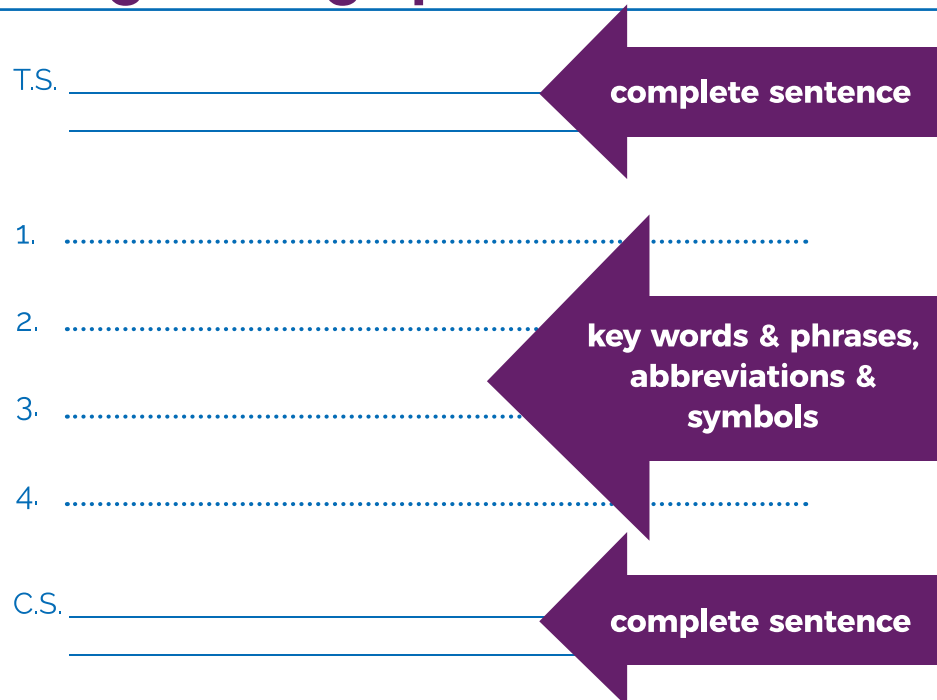 T.S.
complete sentence
1.
2.
key words & phrases,
abbreviations &
symbols
3.
4.
C.S.
complete sentence